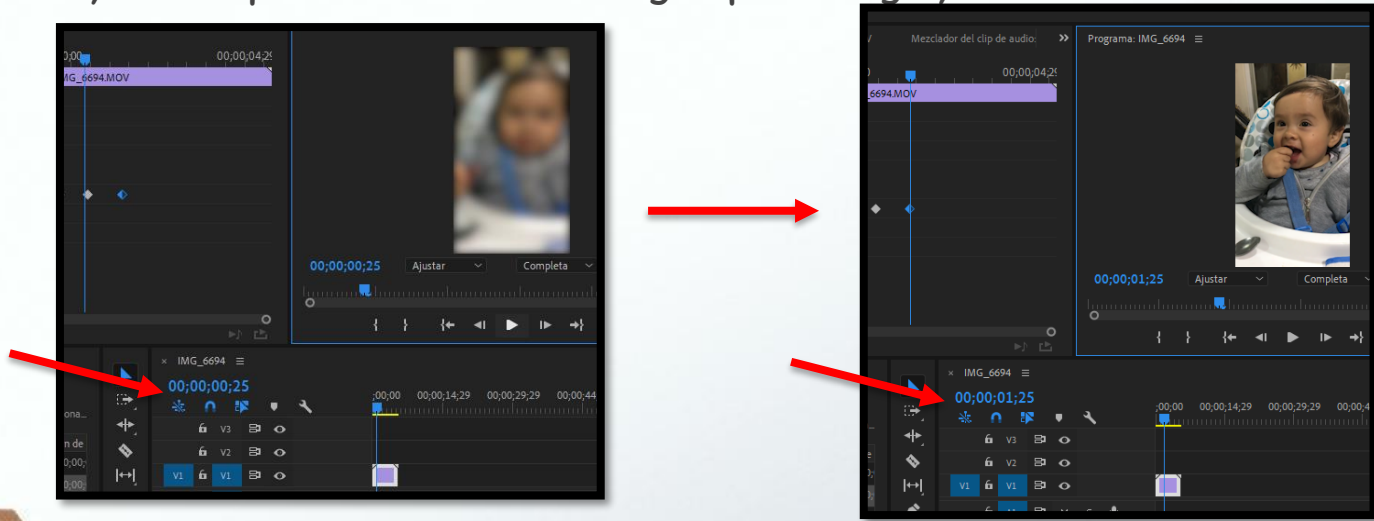 00;00;04;29
IMG_6694.MOV
00;00;00;25 Ajustar Completa
× IMG_6694
00;00;00;25
;00;00 00;00;14;29 00;00;29;29 00;00;44
V3
V2
V1 V1
Mezclador del clip de audio: Programa: IMG_6694
00;00;04;29
_6694.MOV
00;00;01;25 Ajustar Completa
× IMG_6694
00;00;01;25
;00;00 00;00;14;29 00;00;29;29 00;00;4
V3
V2
V1 V1